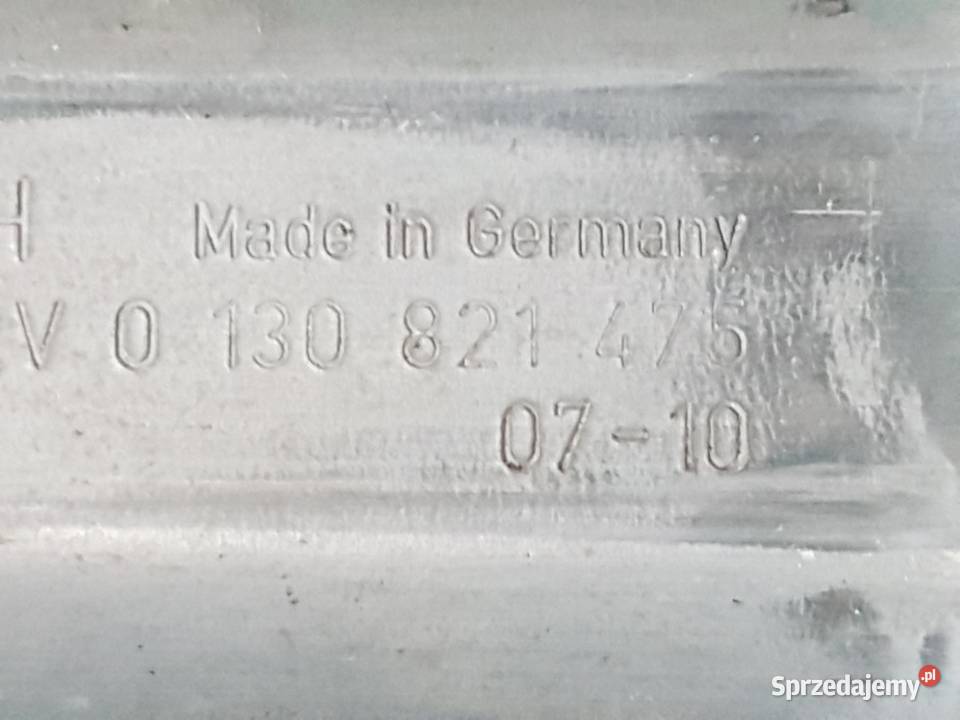 H Made in Germany
V 0 130 821 475
07-10
Sprzedajemy.pl